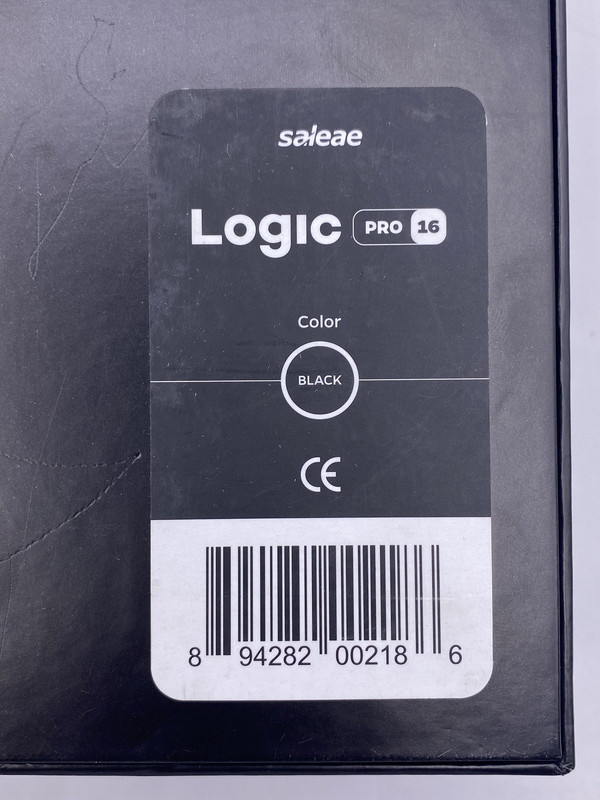 saleae
Logic PRO 16
Color
BLACK
CE
8 94282 00218 6